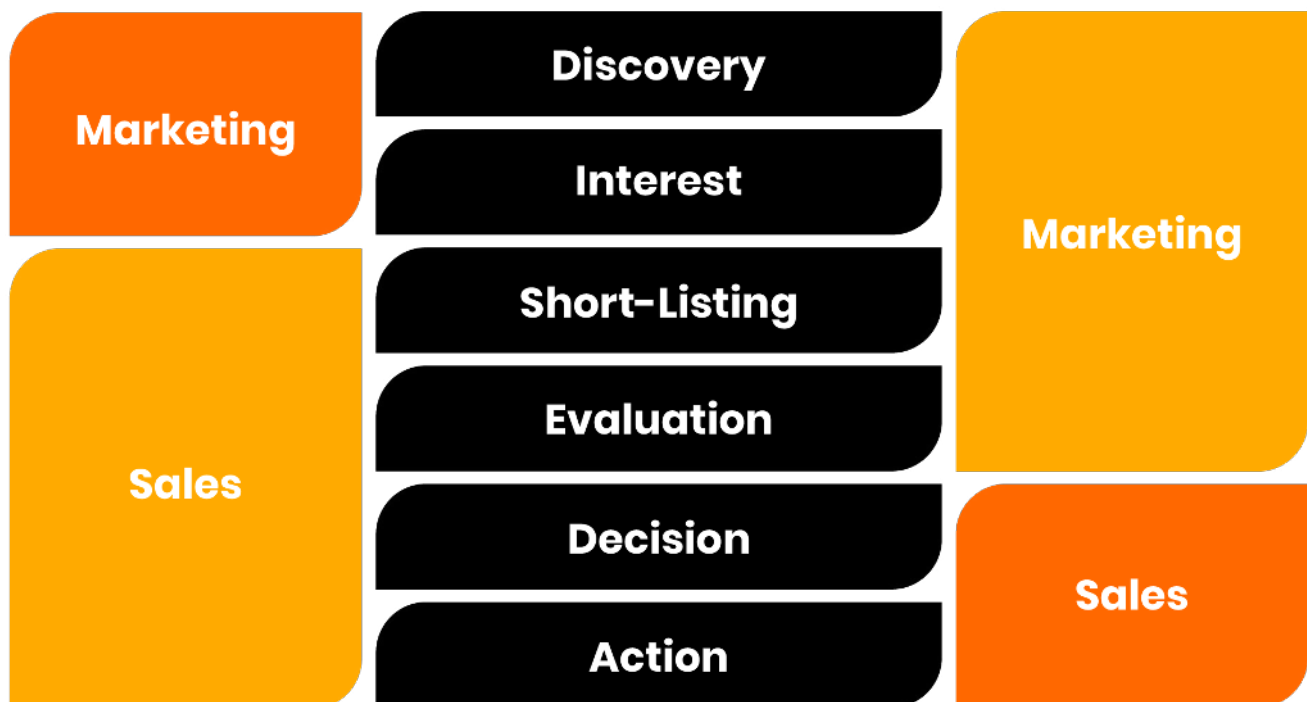 Marketing
Sales
Discovery
Interest
Short-Listing
Evaluation
Decision
Action
Marketing
Sales